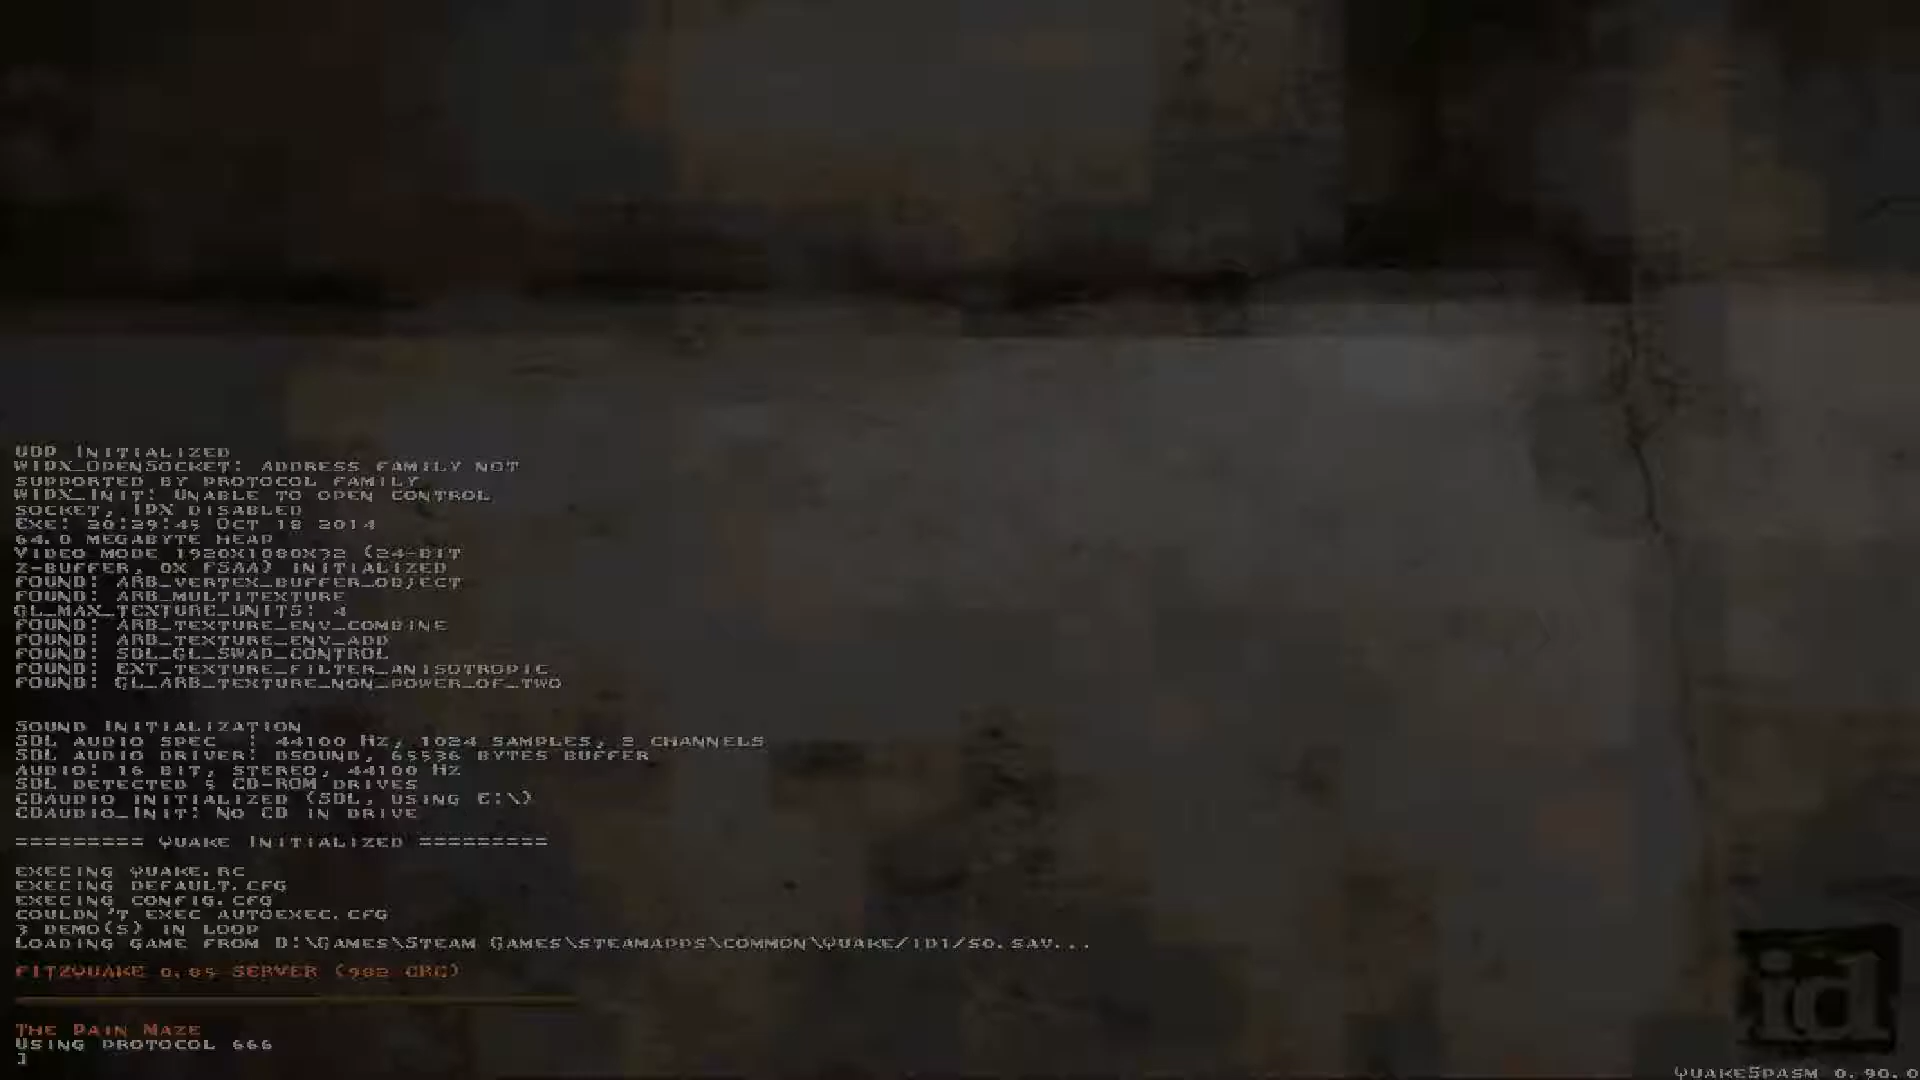 UDP Initialized
WIPX_OpenSocket: Address family not
supported by protocol family
WIPX_Init: Unable to open control
socket, IPX disabled
Exe: 20:29:45 Oct 18 2014
64.0 megabyte heap
Video mode 1920x1080x32 (24-bit
z-buffer, 0x FSAA) initialized
FOUND: ARB_vertex_buffer_object
FOUND: ARB_multitexture
GL_MAX_TEXTURE_UNITS: 4
FOUND: ARB_texture_env_combine
FOUND: ARB_texture_env_add
FOUND: SDL_GL_SWAP_CONTROL
FOUND: EXT_texture_filter_anisotropic
FOUND: GL_ARB_texture_non_power_of_two
Sound Initialization
SDL audio spec : 44100 Hz, 1024 samples, 2 channels
SDL audio driver: dsound, 65536 bytes buffer
Audio: 16 bit, stereo, 44100 Hz
SDL detected 5 CD-ROM drives
CDAudio initialized (SDL, using E:\)
CDAudio_Init: No CD in drive
========= Quake Initialized =========
execing quake.rc
execing default.cfg
execing config.cfg
couldn't exec autoexec.cfg
3 demo(s) in loop
Loading game from D:\Games\Steam Games\steamapps\common\Quake/id1/s0.sav...
FitzQuake 0.85 Server (982 CRC)
The Pain Maze
Using protocol 666
]
id
QuakeSpasm 0.90.0